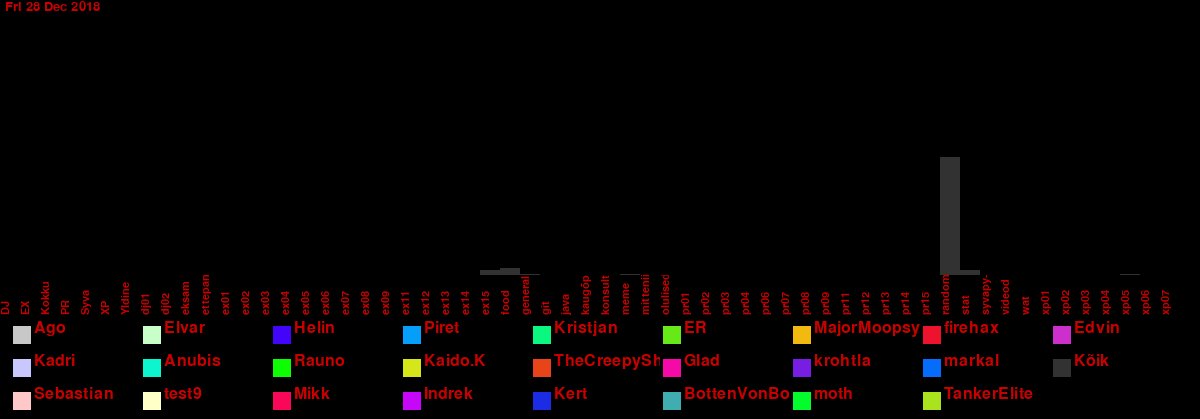 Fri 28 Dec 2018
DJ EX Kokku PR Syva XP Yldine dj01 dj02 eksam ettepan ex01 ex02 ex03 ex04 ex05 ex06 ex07 ex08 ex09 ex11 ex12 ex13 ex14 ex15 food general git java kaugõp konsult meme mittenii olulised pr01 pr02 pr03 pr04 pr06 pr07 pr08 pr09 pr11 pr12 pr13 pr14 pr15 random stat syvapy- videod wat xp01 xp02 xp03 xp04 xp05 xp06 xp07
Ago Elvar Helin Piret Kristjan ER MajorMoopsy firehax Edvin
Kadri Anubis Rauno Kaido.K TheCreepySh Glad krohtla markal Kõik
Sebastian test9 Mikk Indrek Kert BottenVonBo moth TankerElite